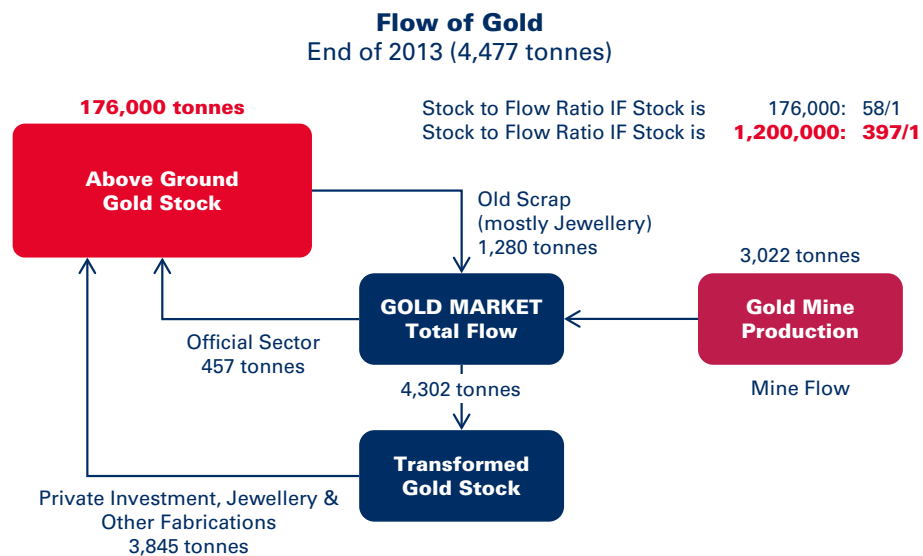 Flow of Gold
End of 2013 (4,477 tonnes)
176,000 tonnes
Stock to Flow Ratio IF Stock is 176,000: 58/1
Stock to Flow Ratio IF Stock is 1,200,000: 397/1
Above Ground
Gold Stock
Old Scrap
(mostly Jewellery)
1,280 tonnes
3,022 tonnes
GOLD MARKET
Total Flow
Gold Mine
Production
Official Sector
457 tonnes
4,302 tonnes
Mine Flow
Transformed
Gold Stock
Private Investment, Jewellery &
Other Fabrications
3,845 tonnes